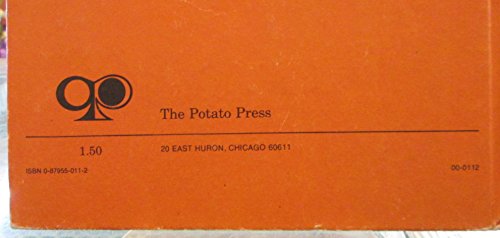 The Potato Press
1.50
20 EAST HURON, CHICAGO 60611
ISBN 0-87955-011-2
00-0112